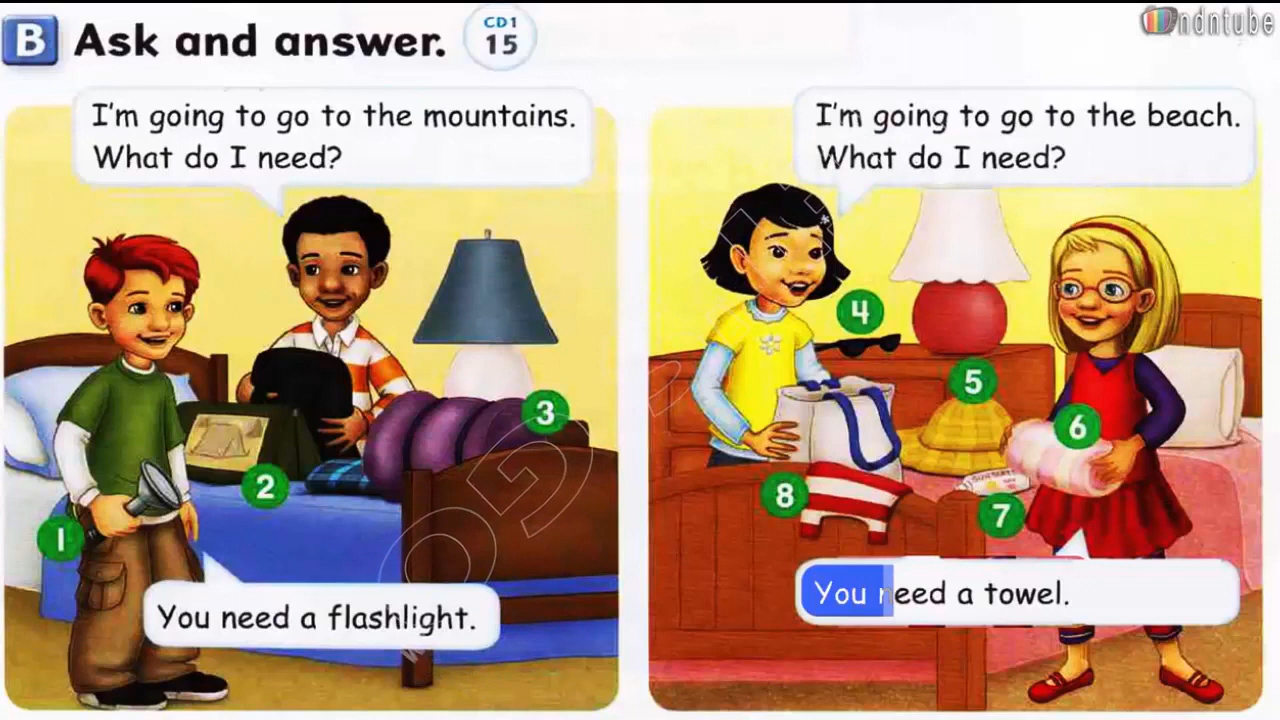 B Ask and answer. CD1 15
ndntube
I'm going to go to the mountains.
What do I need?
I'm going to go to the beach.
What do I need?
4
5
3
6
2
8
7
1
You need a flashlight.
You need a towel.